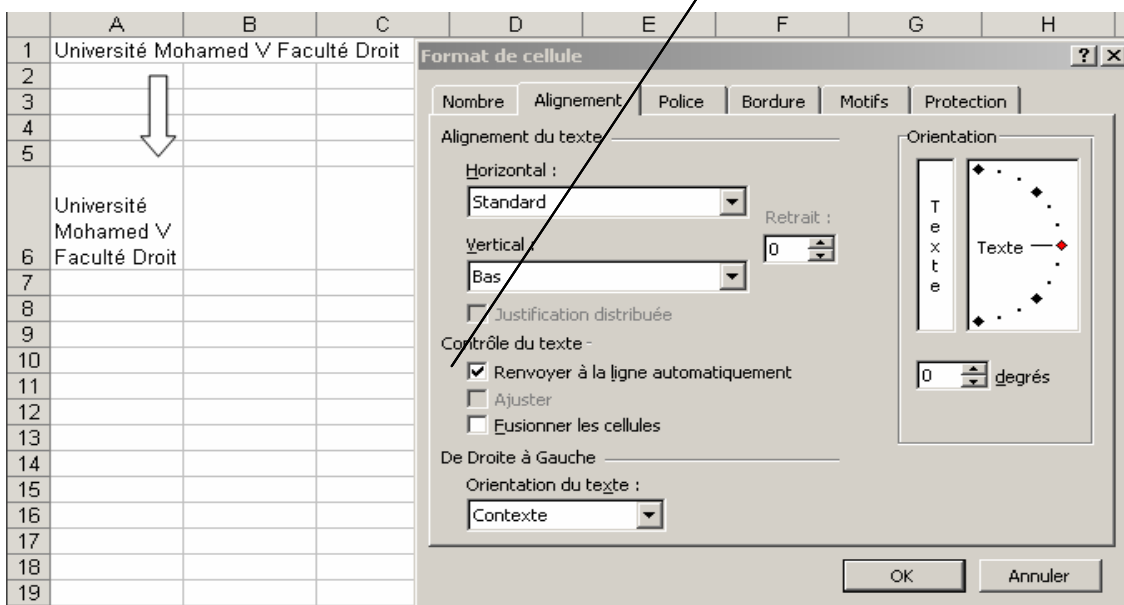 A B C D E F G H
1 Université Mohamed V Faculté Droit
2
3
4
5
Université
Mohamed V
6 Faculté Droit
7
8
9
10
11
12
13
14
15
16
17
18
19
Format de cellule
Nombre Alignement Police Bordure Motifs Protection
Alignement du texte
Horizontal :
Standard
Retrait :
Vertical :
0
Bas
Justification distribuée
Contrôle du texte
Renvoyer à la ligne automatiquement
Ajuster
Fusionner les cellules
De Droite à Gauche
Orientation du texte :
Contexte
Orientation
T
e
x
t
e
Texte
0 degrés
OK Annuler